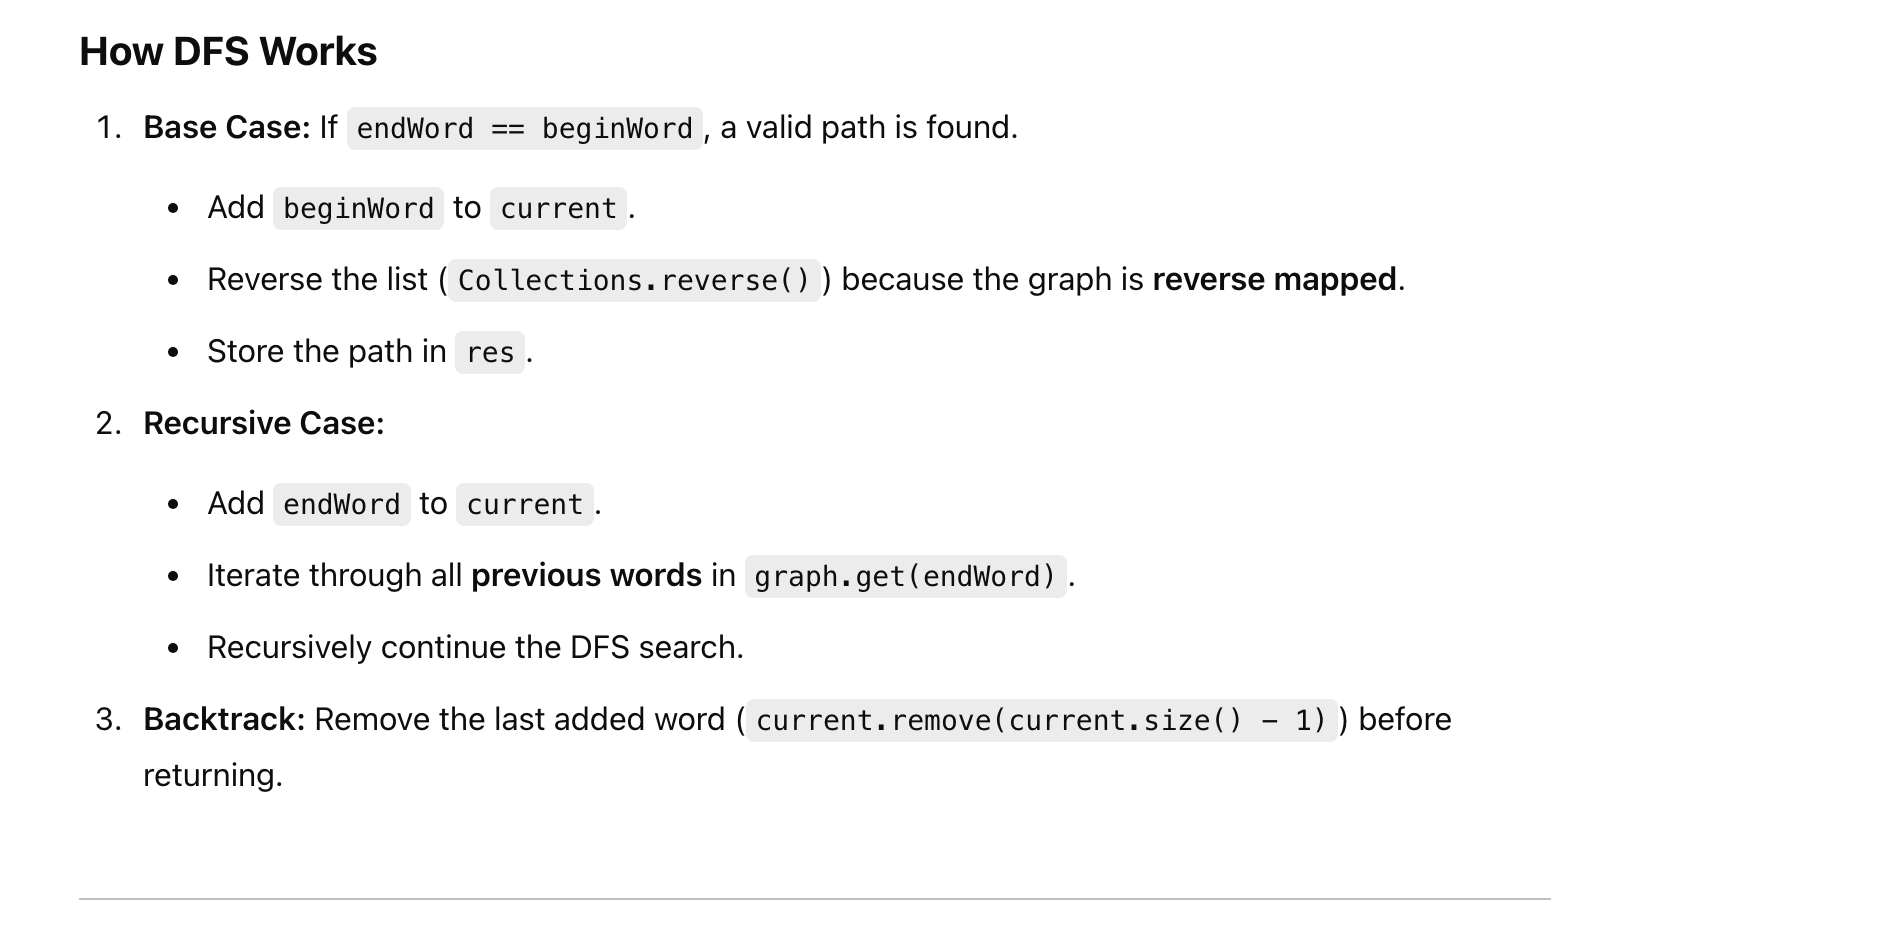 How DFS Works
1. Base Case: If endWord == beginWord, a valid path is found.
• Add beginWord to current.
• Reverse the list (Collections.reverse()) because the graph is reverse mapped.
• Store the path in res.
2. Recursive Case:
• Add endWord to current.
• Iterate through all previous words in graph.get(endWord).
• Recursively continue the DFS search.
3. Backtrack: Remove the last added word (current.remove(current.size() - 1)) before
returning.